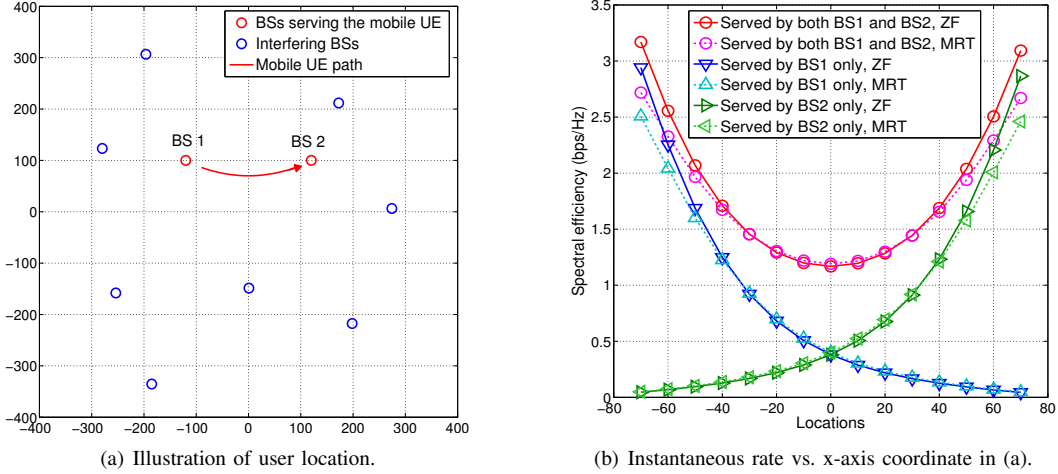 400
300
200
100
0
−100
−200
−300
−400
−400 −300 −200 −100 0 100 200 300 400
BSs serving the mobile UE
Interfering BSs
Mobile UE path
BS 1
BS 2
(a) Illustration of user location.
3.5
3
2.5
2
1.5
1
0.5
0
−80 −60 −40 −20 0 20 40 60 80
Spectral efficiency (bps/Hz)
Locations
Served by both BS1 and BS2, ZF
Served by both BS1 and BS2, MRT
Served by BS1 only, ZF
Served by BS1 only, MRT
Served by BS2 only, ZF
Served by BS2 only, MRT
(b) Instantaneous rate vs. x-axis coordinate in (a).